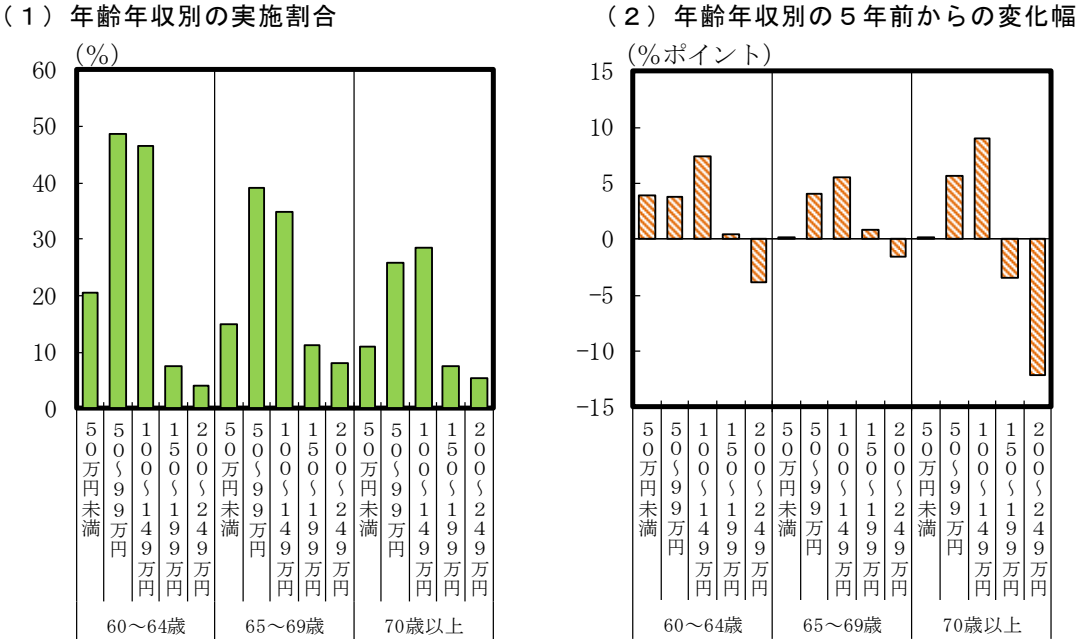 （１）年齢年収別の実施割合
(%)
60
50
40
30
20
10
0
５０万円未満
５０～９９万円
１００～１４９万円
１５０～１９９万円
２００～２４９万円
５０万円未満
５０～９９万円
１００～１４９万円
１５０～１９９万円
２００～２４９万円
５０万円未満
５０～９９万円
１００～１４９万円
１５０～１９９万円
２００～２４９万円
60～64歳
65～69歳
70歳以上
（２）年齢年収別の５年前からの変化幅
(%ポイント)
15
10
5
0
−5
−10
−15
５０万円未満
５０～９９万円
１００～１４９万円
１５０～１９９万円
２００～２４９万円
５０万円未満
５０～９９万円
１００～１４９万円
１５０～１９９万円
２００～２４９万円
５０万円未満
５０～９９万円
１００～１４９万円
１５０～１９９万円
２００～２４９万円
60～64歳
65～69歳
70歳以上